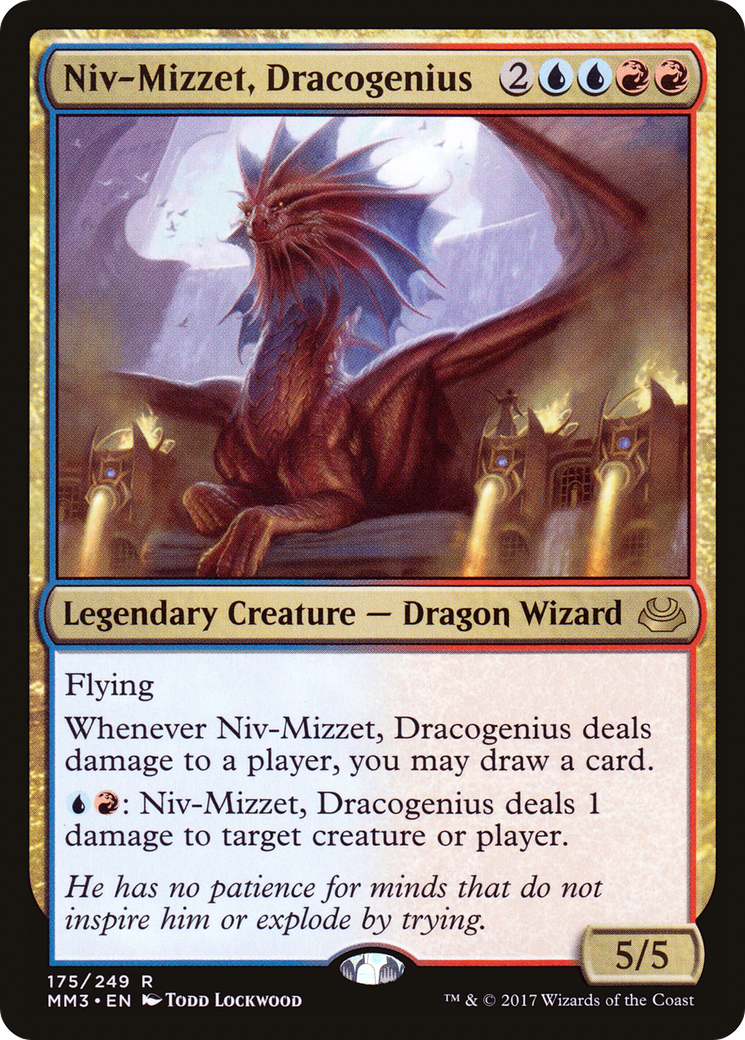 Niv-Mizzet, Dracogenius 2
Legendary Creature — Dragon Wizard
Flying
Whenever Niv-Mizzet, Dracogenius deals
damage to a player, you may draw a card.
: Niv-Mizzet, Dracogenius deals 1
damage to target creature or player.
He has no patience for minds that do not
inspire him or explode by trying.
5/5
175/249 R
MM3 • EN Todd Lockwood
™ & © 2017 Wizards of the Coast